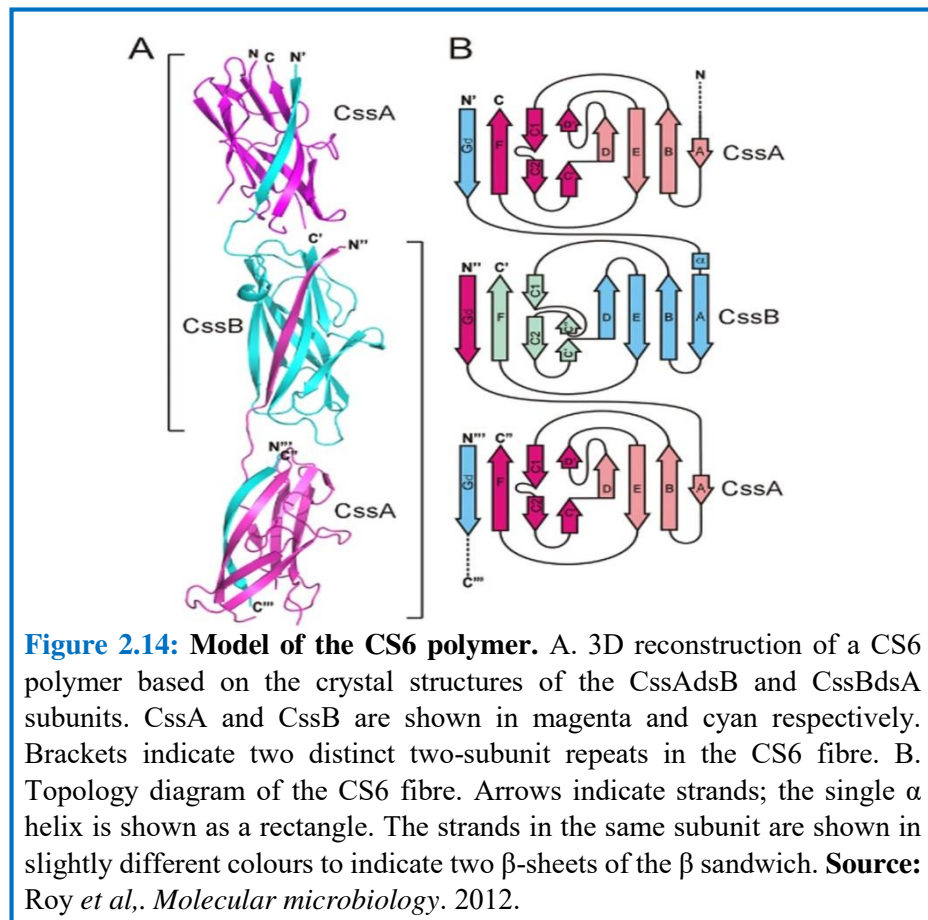 A
B
N C N'
CssA
C' N"
CssB
N'"
C"
CssA
C'"
N
N' C
Gd F C1 C2 D" C' D E B A
CssA
N" C'
α
Gd F C1 C2 D E B A
CssB
N'" C"
Gd F C1 C2 D" C' D E B A
CssA
C'"
Figure 2.14: Model of the CS6 polymer. A. 3D reconstruction of a CS6
polymer based on the crystal structures of the CssAdsB and CssBdsA
subunits. CssA and CssB are shown in magenta and cyan respectively.
Brackets indicate two distinct two-subunit repeats in the CS6 fibre. B.
Topology diagram of the CS6 fibre. Arrows indicate strands; the single α
helix is shown as a rectangle. The strands in the same subunit are shown in
slightly different colours to indicate two β-sheets of the β sandwich. Source:
Roy et al,. Molecular microbiology. 2012.